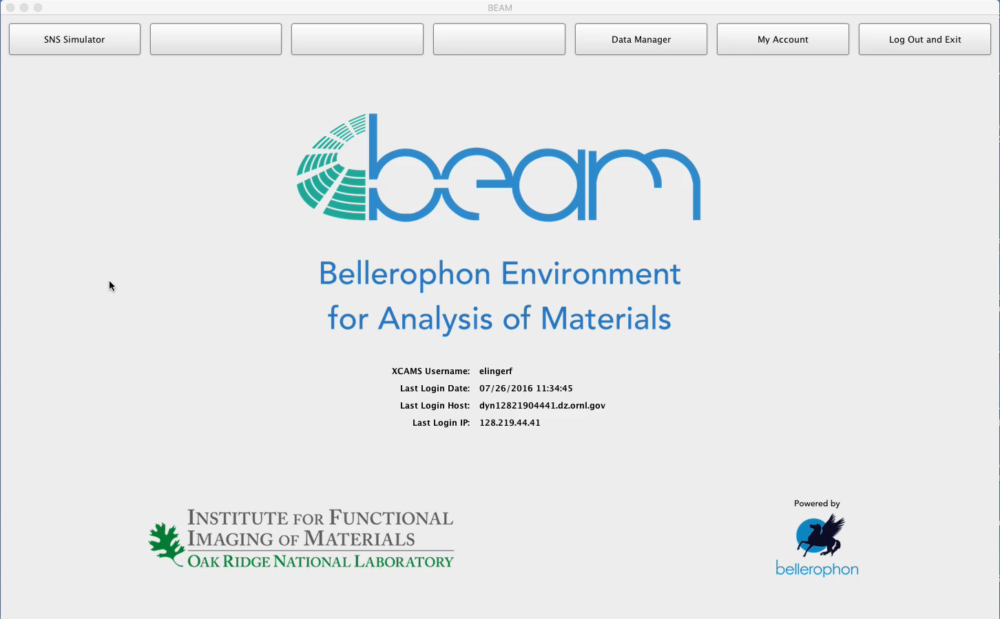 BEAM
SNS Simulator
Data Manager
My Account
Log Out and Exit
beam
Bellerophon Environment
for Analysis of Materials
XCAMS Username: elingerf
Last Login Date: 07/26/2016 11:34:45
Last Login Host: dyn12821904441.dz.ornl.gov
Last Login IP: 128.219.44.41
INSTITUTE FOR FUNCTIONAL
IMAGING OF MATERIALS
OAK RIDGE NATIONAL LABORATORY
Powered by
bellerophon